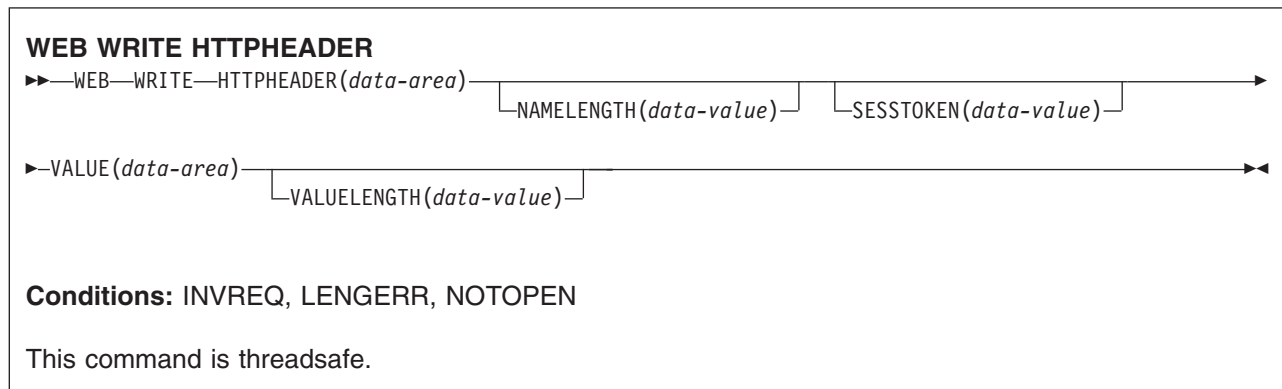 WEB WRITE HTTPHEADER
WEB WRITE HTTPHEADER(data-area)
NAMELENGTH(data-value) SESSTOKEN(data-value)
VALUE(data-area)
VALUELENGTH(data-value)
Conditions: INVREQ, LENGERR, NOTOPEN
This command is threadsafe.